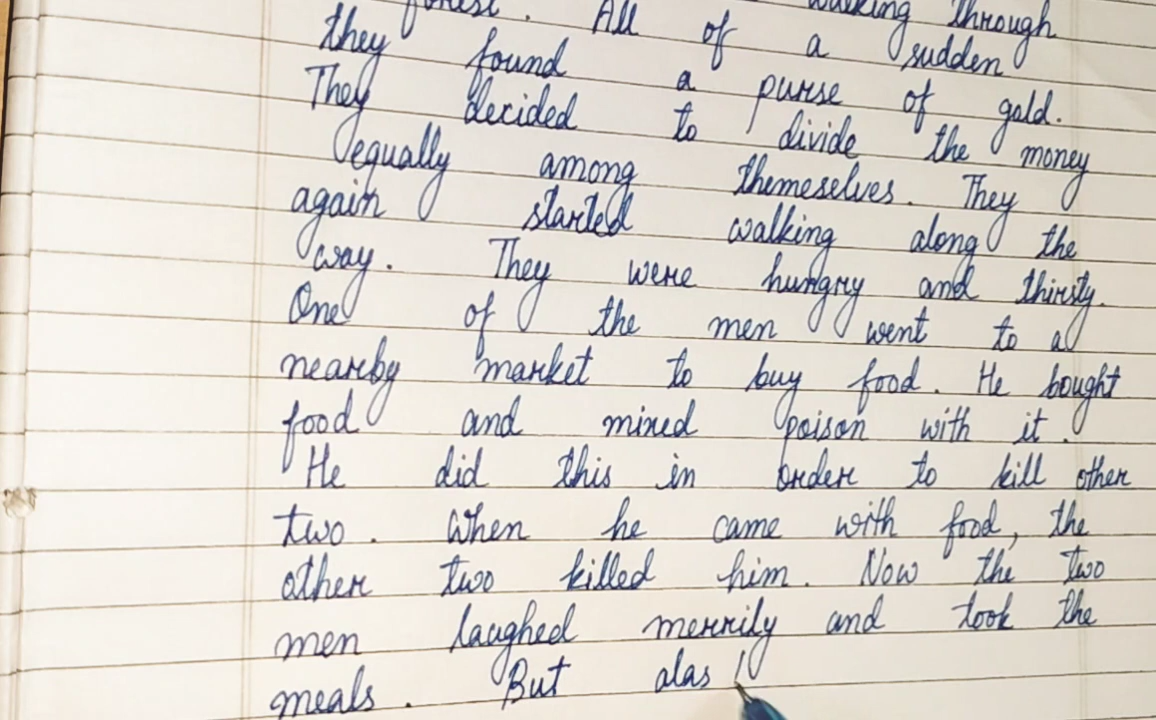 forest. All walking through
they found of a sudden
They decided a purse of gold.
equally among to divide the money
again started themeselves. They
way. They walking along the
One of were hungry and thirsty.
nearby the men went to a
food market to buy food. He bought
He and mixed poison with it.
two. did this in order to kill other
other When he came with food, the
men two killed him. Now the two
meals. laughed merrily and took the
But alas !